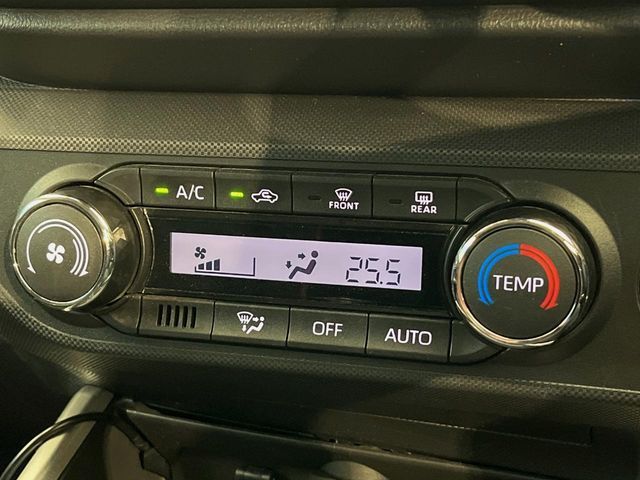 A/C
FRONT
REAR
25.5
TEMP
OFF
AUTO